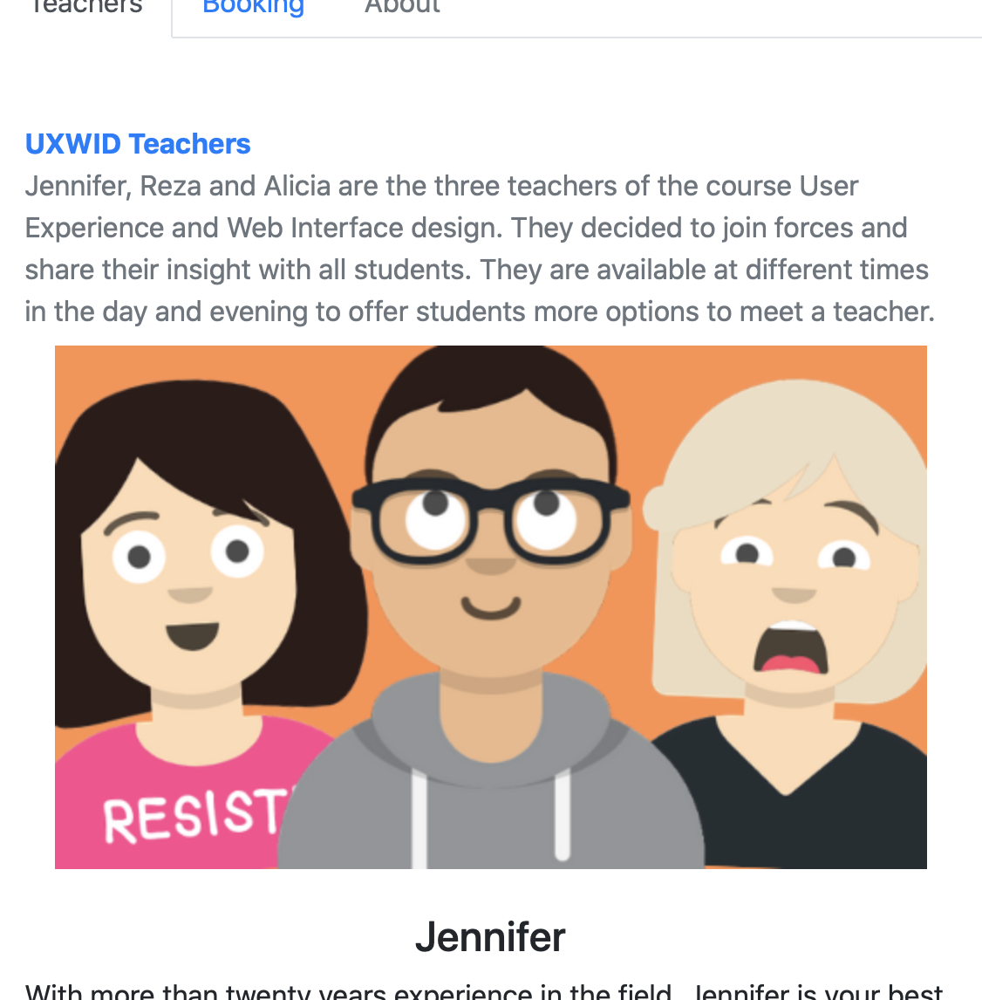 Teachers Booking About
UXWID Teachers
Jennifer, Reza and Alicia are the three teachers of the course User
Experience and Web Interface design. They decided to join forces and
share their insight with all students. They are available at different times
in the day and evening to offer students more options to meet a teacher.
RESIST
Jennifer
With more than twenty years experience in the field, Jennifer is your best